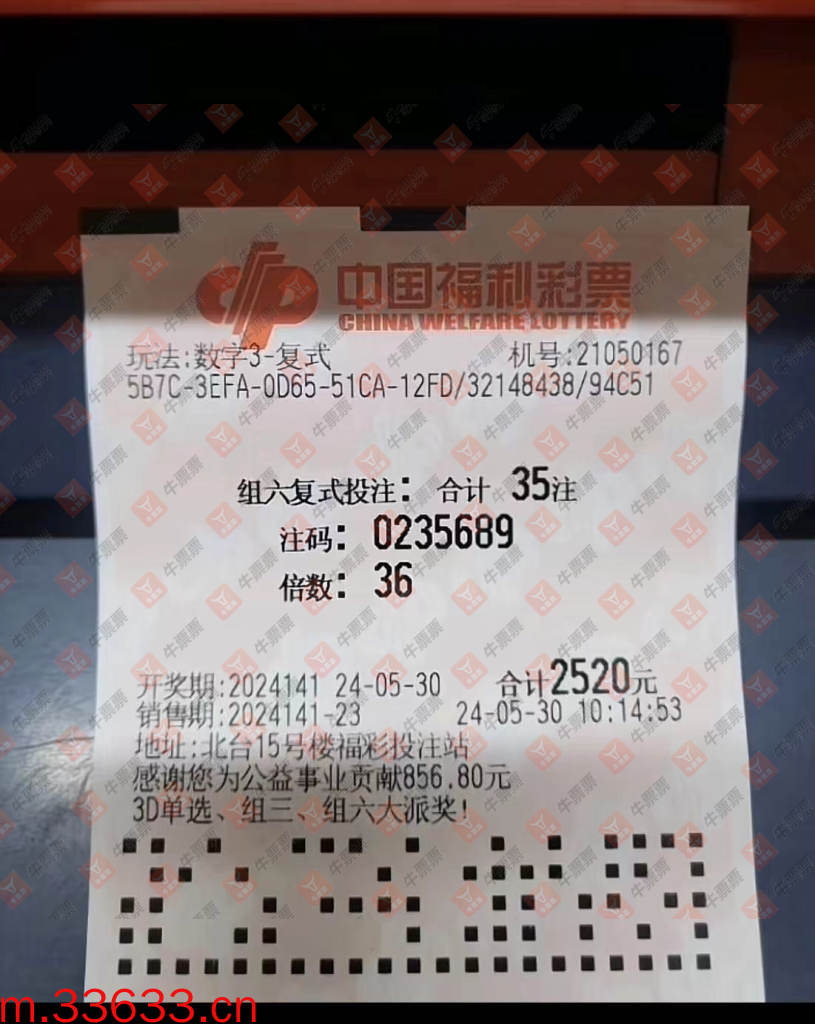 中国福利彩票
CHINA WELFARE LOTTERY
玩法:数字3-复式 机号:21050167
5B7C-3EFA-0D65-51CA-12FD/32148438/94C51
组六复式投注: 合计 35注
注码: 0235689
倍数: 36
开奖期:2024141 24-05-30 合计2520元
销售期:2024141-23 24-05-30 10:14:53
地址:北台15号楼福彩投注站
感谢您为公益事业贡献856.80元
3D单选、组三、组六大派奖!
牛票票
m.33633.cn